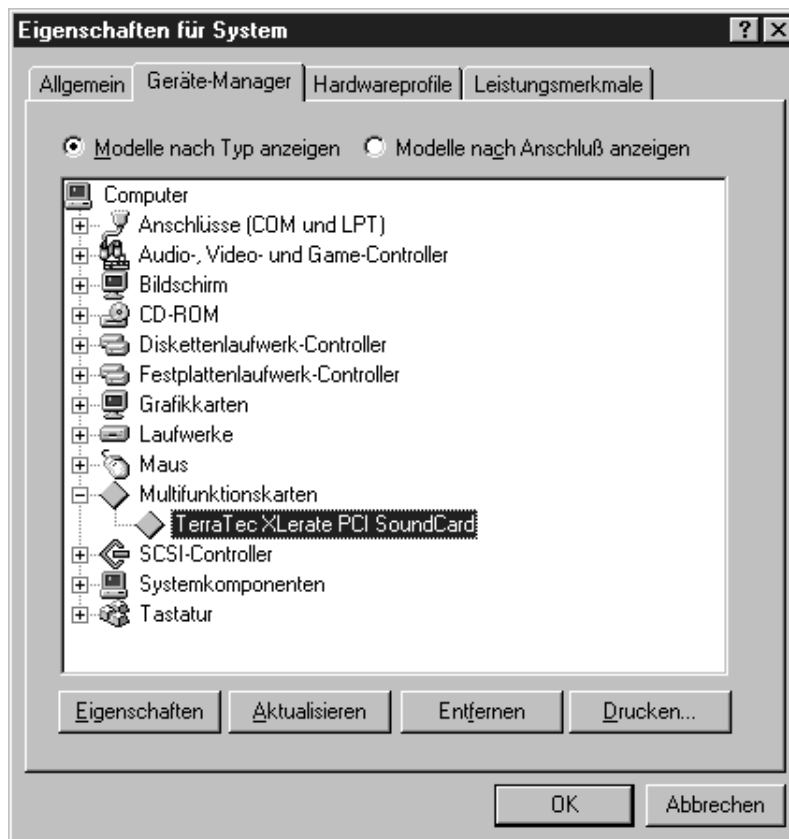 Eigenschaften für System
Allgemein Geräte-Manager Hardwareprofile Leistungsmerkmale
Modelle nach Typ anzeigen Modelle nach Anschluß anzeigen
Computer
Anschlüsse (COM und LPT)
Audio-, Video- und Game-Controller
Bildschirm
CD-ROM
Diskettenlaufwerk-Controller
Festplattenlaufwerk-Controller
Grafikkarten
Laufwerke
Maus
Multifunktionskarten
TerraTec XLerate PCI SoundCard
SCSI-Controller
Systemkomponenten
Tastatur
Eigenschaften Aktualisieren Entfernen Drucken...
OK Abbrechen